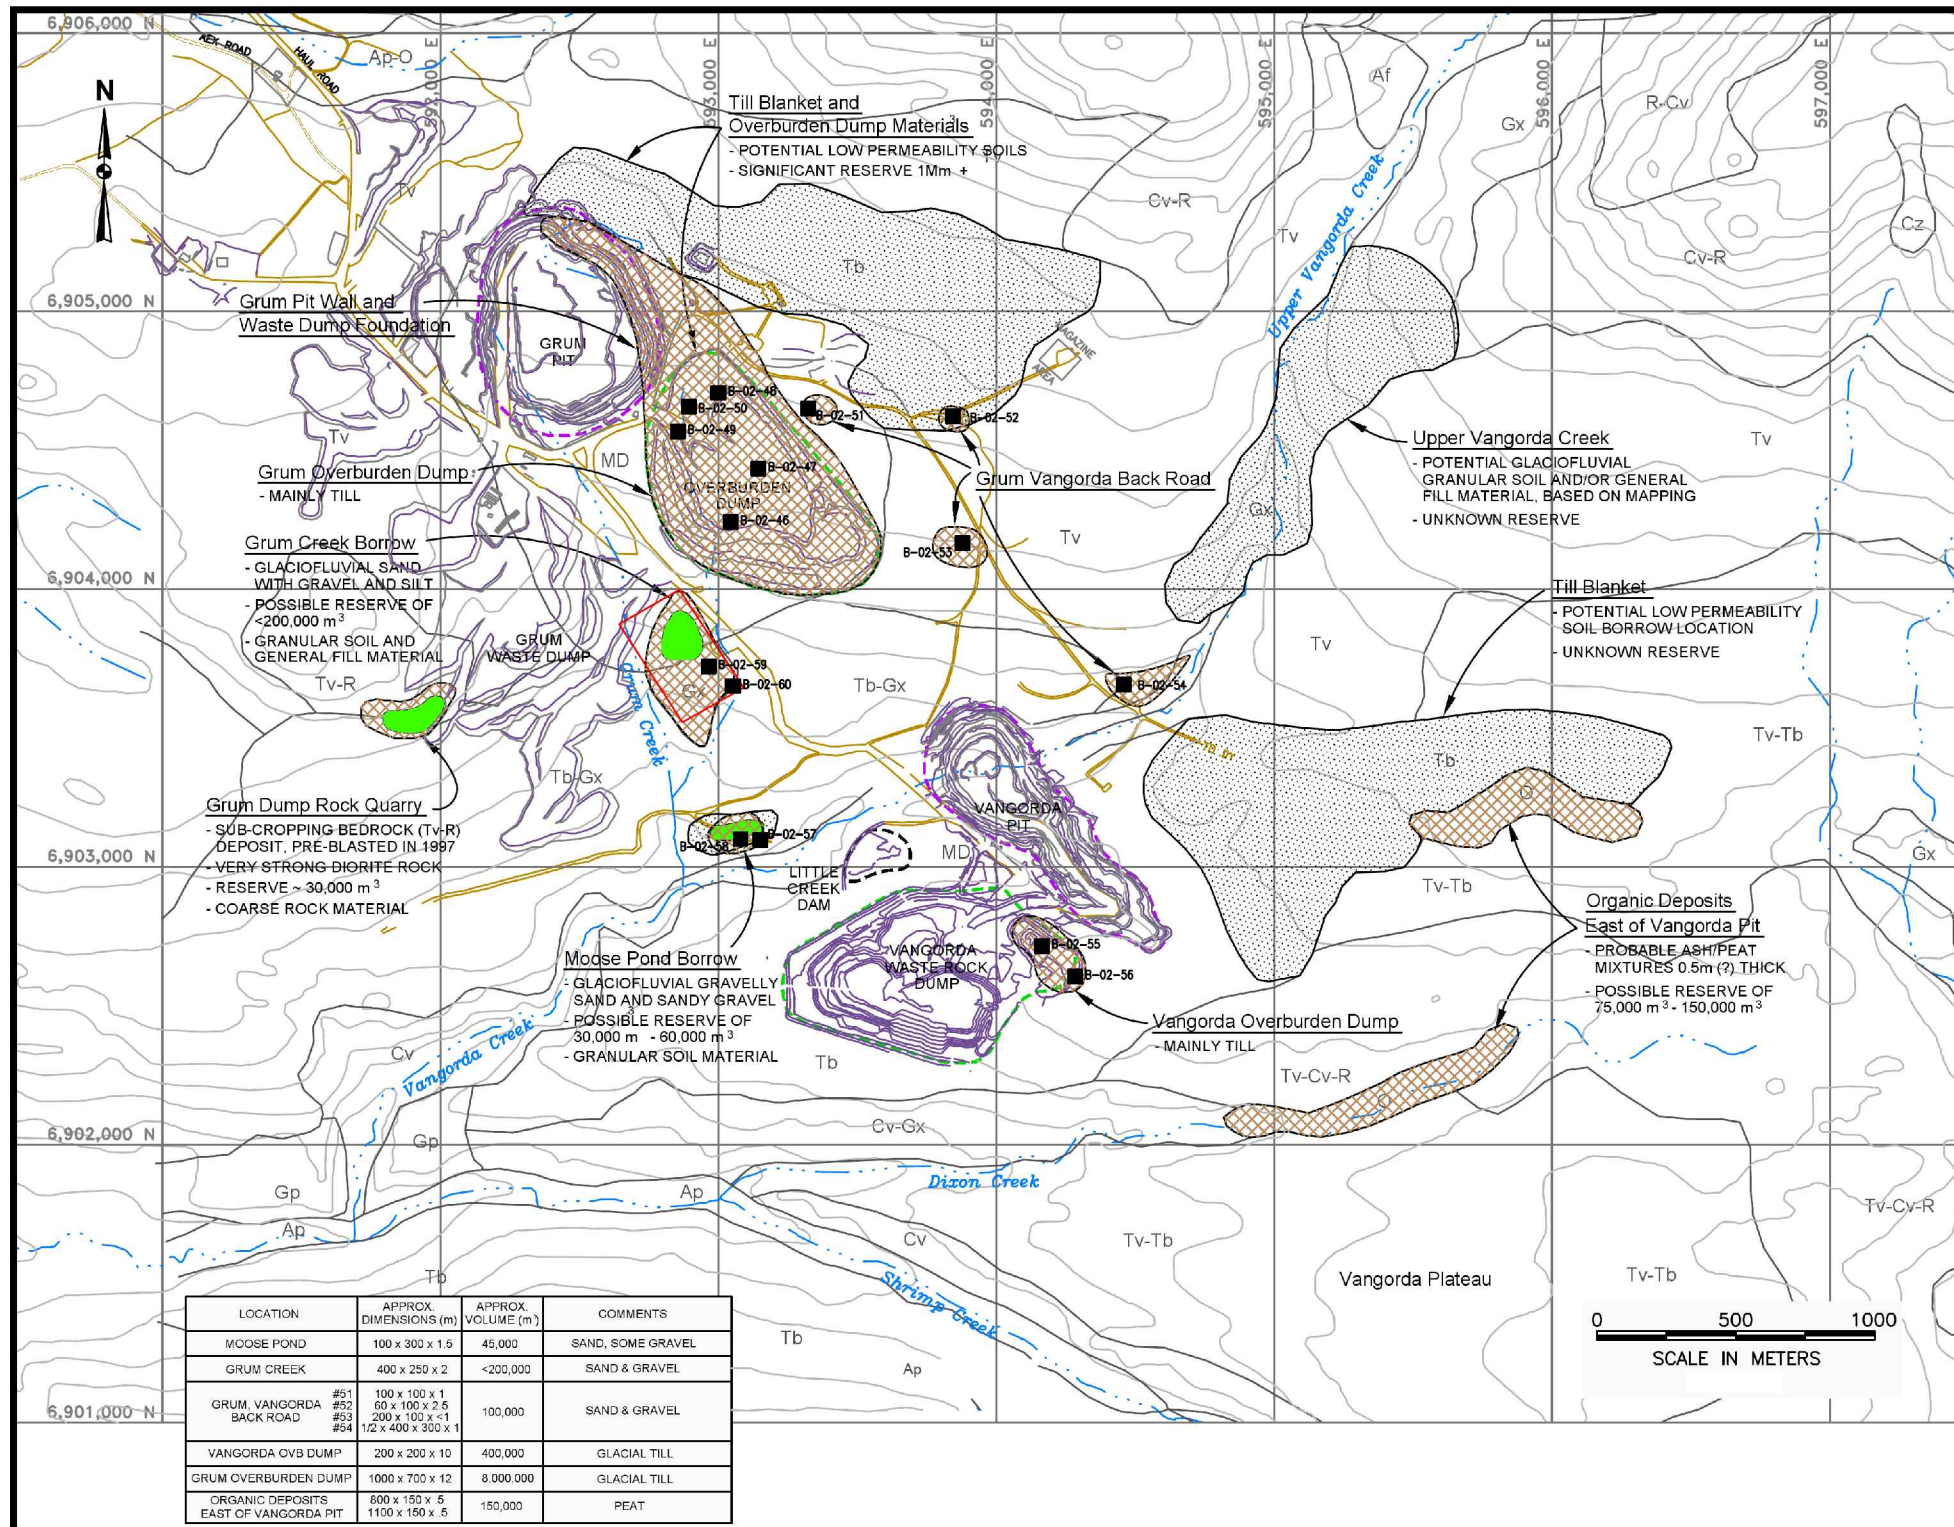 6,906,000 N
AEX ROAD
HAUL ROAD
Ap-O
592,000 E
593,000 E
594,000 E
595,000 E
596,000 E
597,000 E
N
Af
R-Cv
Gx
Cz
Cv-R
Cv-R
Tv
Tv
Till Blanket and
Overburden Dump Materials
- POTENTIAL LOW PERMEABILITY SOILS
- SIGNIFICANT RESERVE 1Mm3 +
Upper Vangorda Creek
Tb
6,905,000 N
Grum Pit Wall and
Waste Dump Foundation
GRUM
PIT
MAGAZINE
AREA
B-02-48
B-02-50
B-02-49
B-02-51
B-02-52
B-02-47
OVERBURDEN
DUMP
B-02-46
B-02-53
MD
Tv
Tv
Tv
Gx
Grum Vangorda Back Road
Upper Vangorda Creek
- POTENTIAL GLACIOFLUVIAL
GRANULAR SOIL AND/OR GENERAL
FILL MATERIAL, BASED ON MAPPING
- UNKNOWN RESERVE
Grum Overburden Dump
- MAINLY TILL
Grum Creek Borrow
- GLACIOFLUVIAL SAND
WITH GRAVEL AND SILT
- POSSIBLE RESERVE OF
<200,000 m3
- GRANULAR SOIL AND
GENERAL FILL MATERIAL
6,904,000 N
Till Blanket
- POTENTIAL LOW PERMEABILITY
SOIL BORROW LOCATION
- UNKNOWN RESERVE
GRUM
WASTE DUMP
Tv-R
Grum Creek
B-02-59
B-02-60
Gx
Tb-Gx
Tv
B-02-54
Tb-Gx
Tb
Tv-Tb
O
Grum Dump Rock Quarry
- SUB-CROPPING BEDROCK (Tv-R)
DEPOSIT, PRE-BLASTED IN 1997
- VERY STRONG DIORITE ROCK
- RESERVE ~ 30,000 m3
- COARSE ROCK MATERIAL
6,903,000 N
B-02-57
B-02-58
VANGORDA
PIT
MD
LITTLE
CREEK
DAM
Gx
Tv-Tb
Organic Deposits
East of Vangorda Pit
- PROBABLE ASH/PEAT
MIXTURES 0.5m (?) THICK
- POSSIBLE RESERVE OF
75,000 m3 - 150,000 m3
Moose Pond Borrow
- GLACIOFLUVIAL GRAVELLY
SAND AND SANDY GRAVEL
- POSSIBLE RESERVE OF
30,000 m3 - 60,000 m3
- GRANULAR SOIL MATERIAL
VANGORDA
WASTE ROCK
DUMP
B-02-55
B-02-56
Vangorda Overburden Dump
- MAINLY TILL
Cv
Vangorda Creek
Tb
Tv-Cv-R
O
6,902,000 N
Gp
Cv-Gx
Dixon Creek
Gp
Ap
Ap
Cv
Tv-Tb
Tv-Cv-R
Tb
Shrimp Creek
Vangorda Plateau
Tv-Tb
Tb
Ap
0 500 1000
SCALE IN METERS
6,901,000 N
LOCATION APPROX. DIMENSIONS (m) APPROX. VOLUME (m3) COMMENTS
MOOSE POND 100 x 300 x 1.5 45,000 SAND, SOME GRAVEL
GRUM CREEK 400 x 250 x 2 <200,000 SAND & GRAVEL
GRUM, VANGORDA BACK ROAD 100,000 SAND & GRAVEL
#51 100 x 100 x 1
#52 60 x 100 x 2.5
#53 200 x 100 x <1
#54 1/2 x 400 x 300 x 1
VANGORDA OVB DUMP 200 x 200 x 10 400,000 GLACIAL TILL
GRUM OVERBURDEN DUMP 1000 x 700 x 12 8,000,000 GLACIAL TILL
ORGANIC DEPOSITS 800 x 150 x .5
EAST OF VANGORDA PIT 1100 x 150 x .5 150,000 PEAT